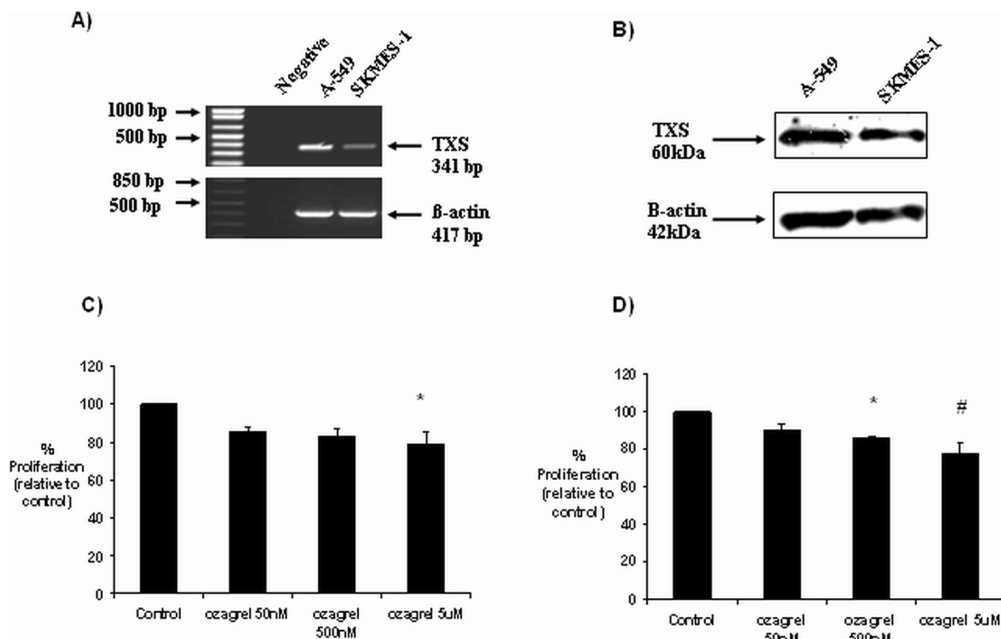 A)
Negative
A-549
SKMES-1
1000 bp
500 bp
TXS
341 bp
850 bp
500 bp
ß-actin
417 bp
B)
A-549
SKMES-1
TXS
60kDa
B-actin
42kDa
C)
120
100
80
60
40
20
0
%
Proliferation
(relative to
control)
*
Control
ozagrel 50nM
ozagrel
500nM
ozagrel 5uM
D)
120
100
80
60
40
20
0
%
Proliferation
(relative to
control)
*
#
Control
ozagrel
50nM
ozagrel
500nM
ozagrel 5uM